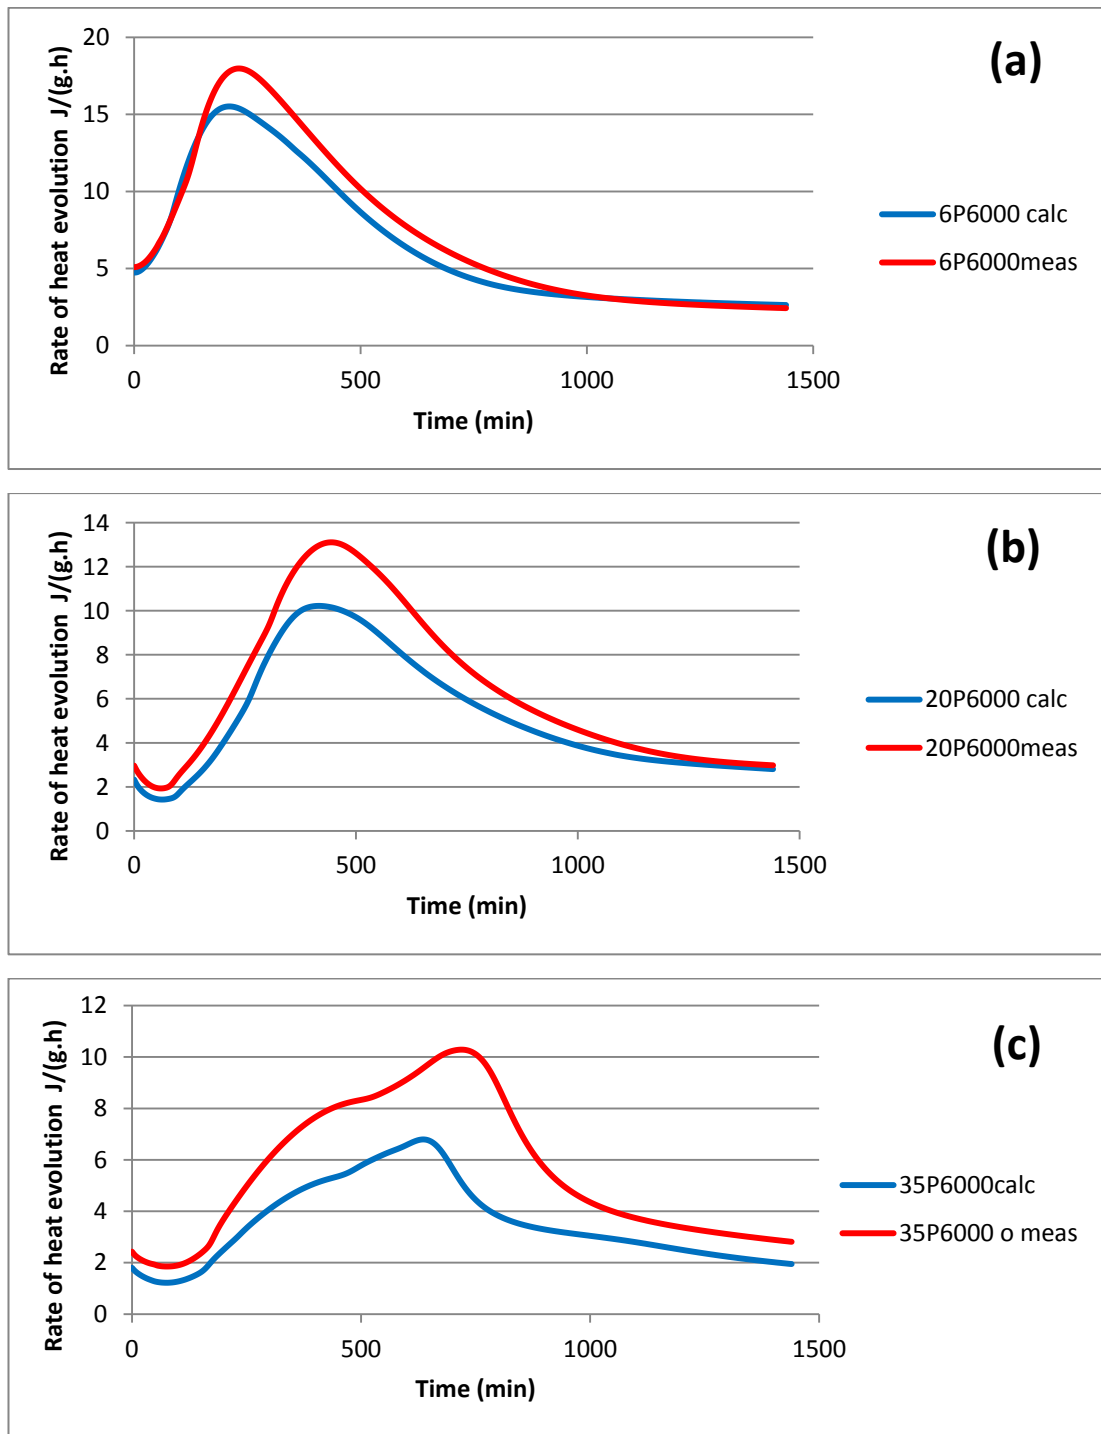 (a)
Rate of heat evolution J/(g.h)
20
15
10
5
0
0 500 1000 1500
Time (min)
6P6000 calc
6P6000meas
(b)
Rate of heat evolution J/(g.h)
14
12
10
8
6
4
2
0
0 500 1000 1500
Time (min)
20P6000 calc
20P6000meas
(c)
Rate of heat evolution J/(g.h)
12
10
8
6
4
2
0
0 500 1000 1500
Time (min)
35P6000calc
35P6000 o meas